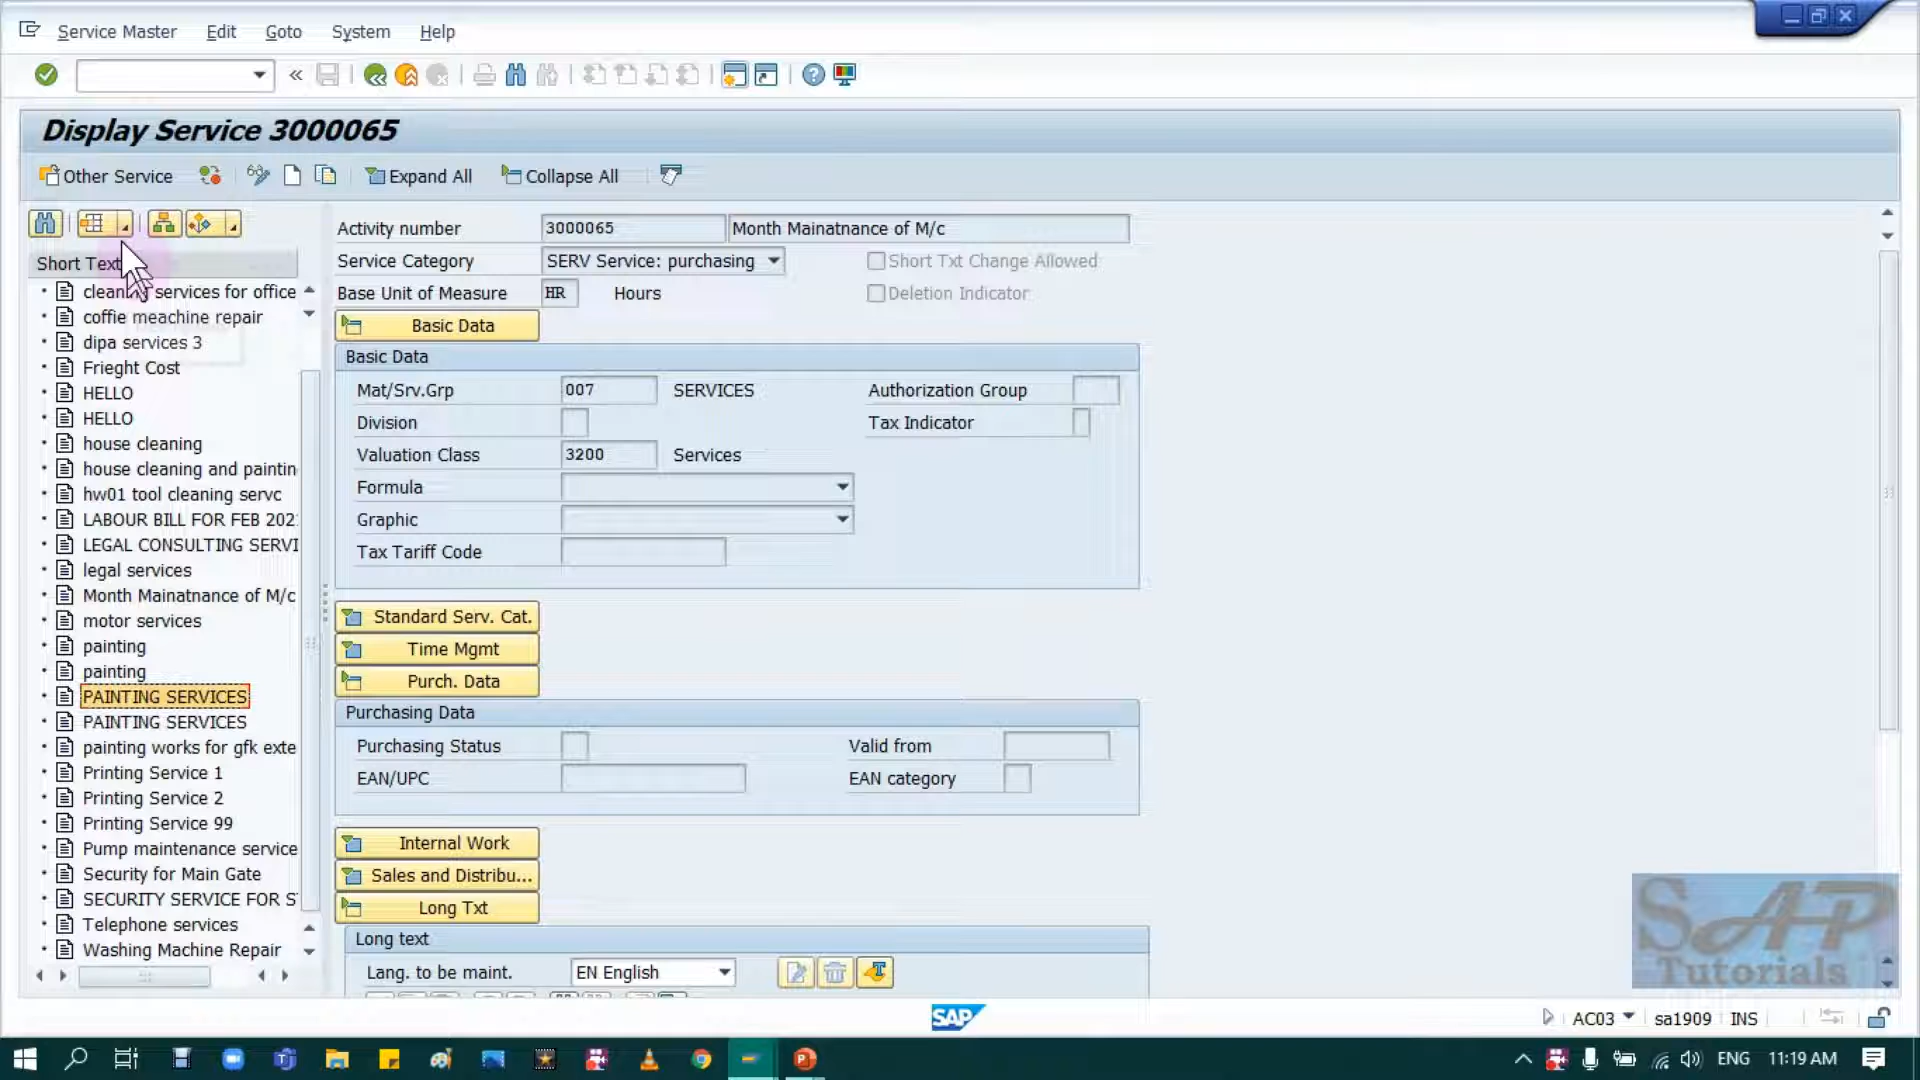 Service Master Edit Goto System Help
Display Service 3000065
Other Service Expand All Collapse All
Short Text
cleaning services for office
coffie meachine repair
dipa services 3
Frieght Cost
HELLO
HELLO
house cleaning
house cleaning and paintin
hw01 tool cleaning servc
LABOUR BILL FOR FEB 202
LEGAL CONSULTING SERVI
legal services
Month Mainatnance of M/c
motor services
painting
painting
PAINTING SERVICES
PAINTING SERVICES
painting works for gfk exte
Printing Service 1
Printing Service 2
Printing Service 99
Pump maintenance service
Security for Main Gate
SECURITY SERVICE FOR S
Telephone services
Washing Machine Repair
Activity number 3000065 Month Mainatnance of M/c
Service Category SERV Service: purchasing Short Txt Change Allowed
Base Unit of Measure HR Hours Deletion Indicator
Basic Data
Basic Data
Mat/Srv.Grp 007 SERVICES Authorization Group
Division Tax Indicator
Valuation Class 3200 Services
Formula
Graphic
Tax Tariff Code
Standard Serv. Cat.
Time Mgmt
Purch. Data
Purchasing Data
Purchasing Status Valid from
EAN/UPC EAN category
Internal Work
Sales and Distribu...
Long Txt
Long text
Lang. to be maint. EN English
SAP
Tutorials
SAP
AC03 sa1909 INS
ENG 11:19 AM